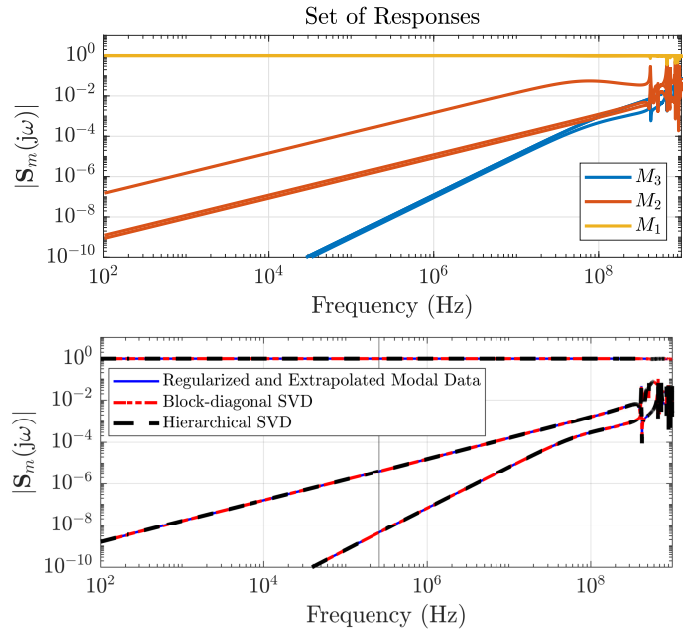 Set of Responses
|S_m(jω)|
10^0
10^-2
10^-4
10^-6
10^-8
10^-10
M_3
M_2
M_1
10^2
10^4
10^6
10^8
Frequency (Hz)
|S_m(jω)|
10^0
10^-2
10^-4
10^-6
10^-8
10^-10
Regularized and Extrapolated Modal Data
Block-diagonal SVD
Hierarchical SVD
10^2
10^4
10^6
10^8
Frequency (Hz)